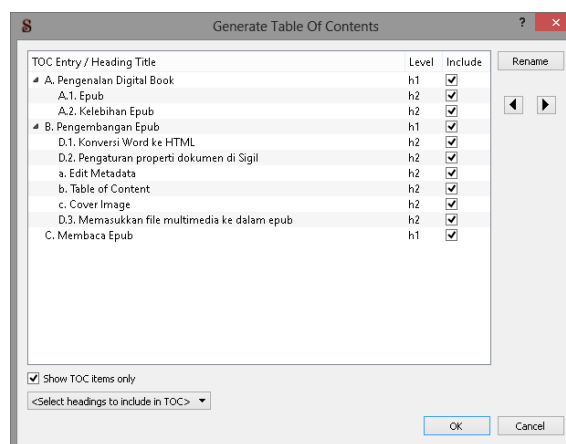 S Generate Table Of Contents ?
TOC Entry / Heading Title Level Include Rename
A. Pengenalan Digital Book h1
A.1. Epub h2
A.2. Kelebihan Epub h2
B. Pengembangan Epub h1
D.1. Konversi Word ke HTML h2
D.2. Pengaturan properti dokumen di Sigil h2
a. Edit Metadata h2
b. Table of Content h2
c. Cover Image h2
D.3. Memasukkan file multimedia ke dalam epub h2
C. Membaca Epub h1
Show TOC items only
<Select headings to include in TOC>
OK Cancel